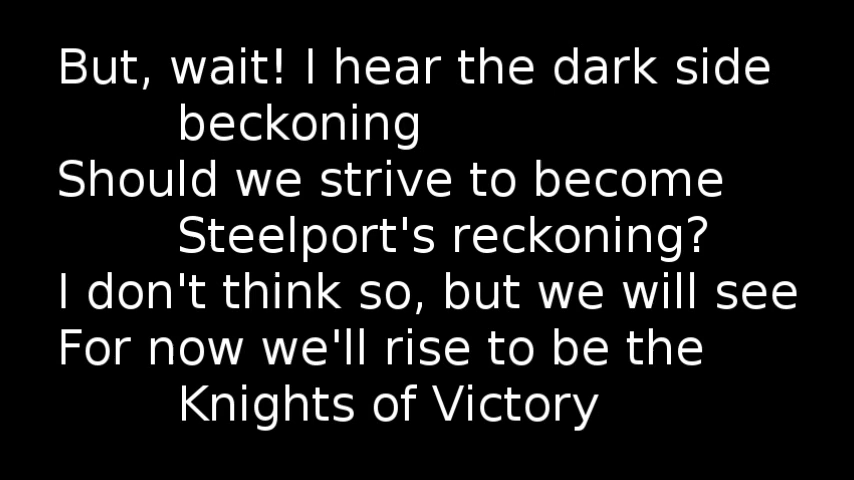 But, wait! I hear the dark side
beckoning
Should we strive to become
Steelport's reckoning?
I don't think so, but we will see
For now we'll rise to be the
Knights of Victory